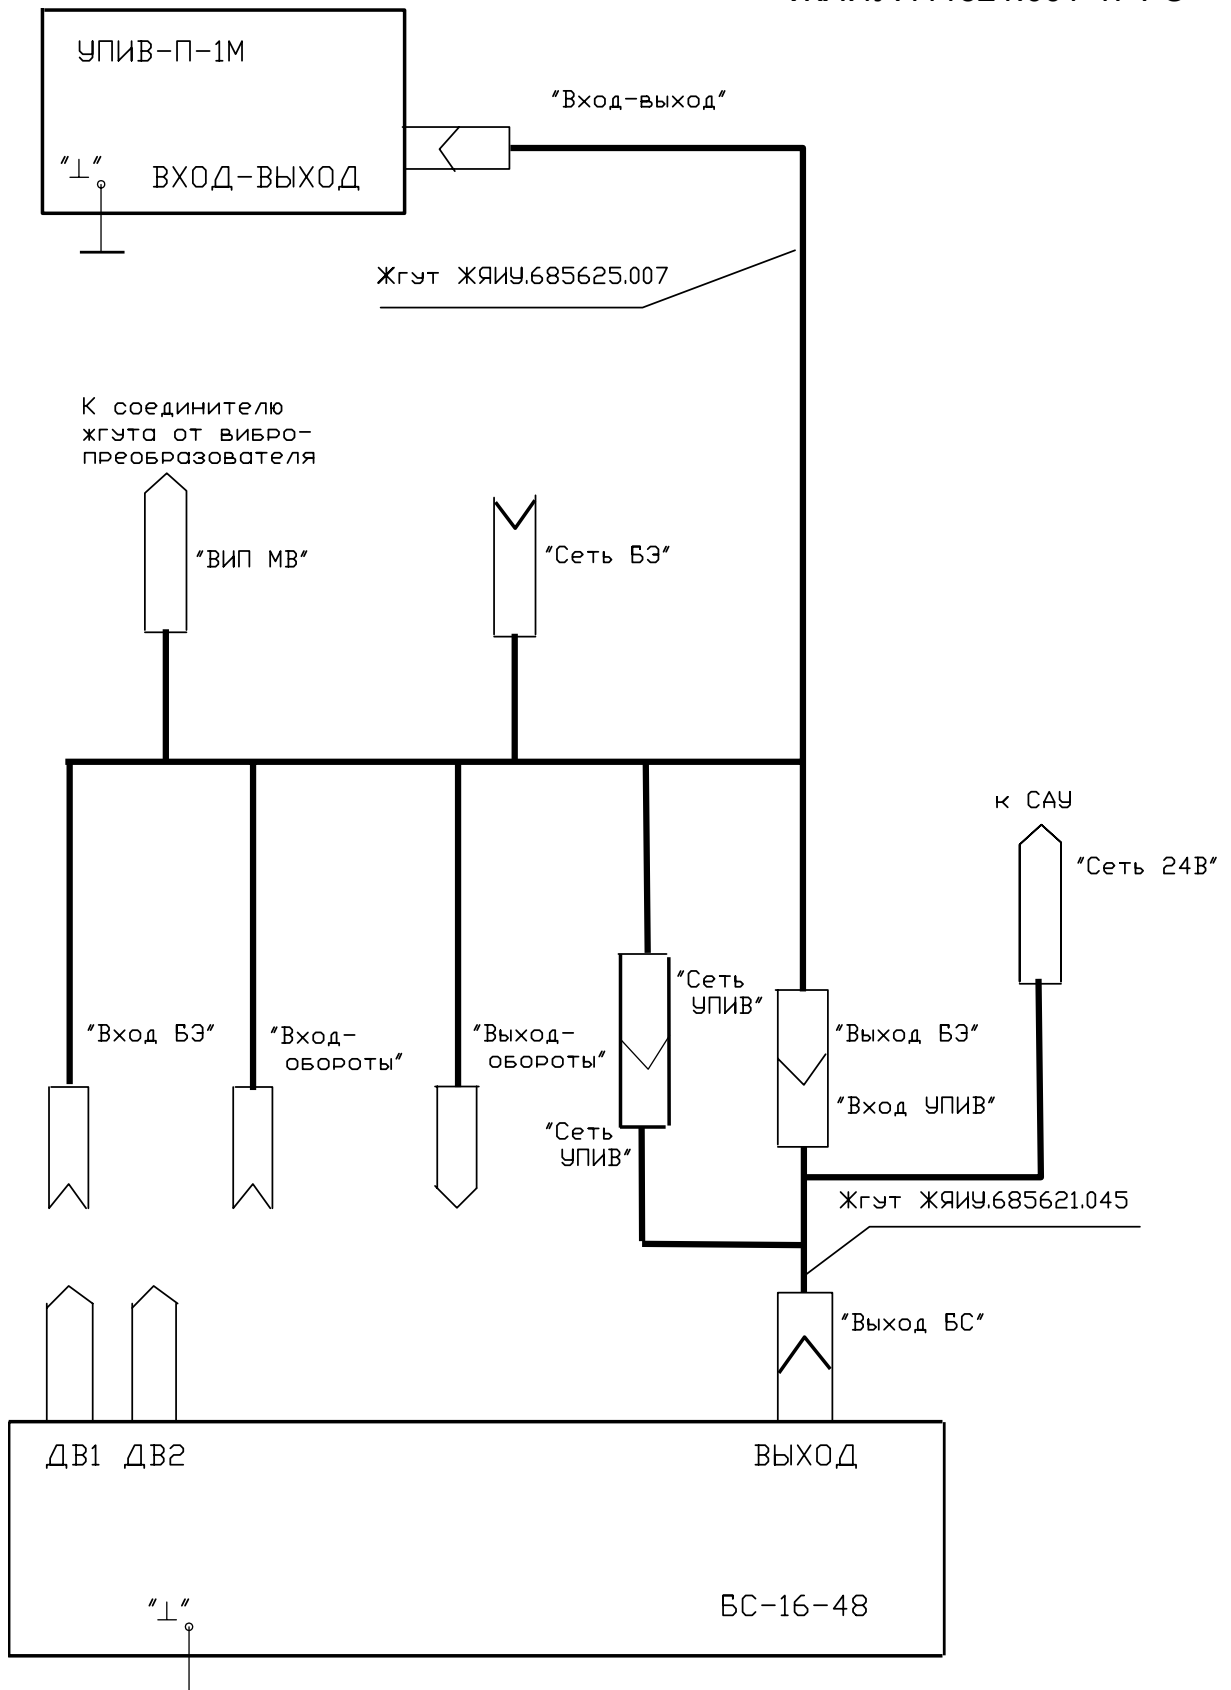 УПИВ-П-1М
"Вход-выход"
"⊥"
ВХОД-ВЫХОД
Жгут ЖЯИУ.685625.007
К соединителю
жгута от вибро-
преобразователя
"ВИП МВ"
"Сеть БЭ"
к САУ
"Сеть 24В"
"Сеть
УПИВ"
"Вход БЭ"
"Вход-
обороты"
"Выход-
обороты"
"Выход БЭ"
"Вход УПИВ"
"Сеть
УПИВ"
Жгут ЖЯИУ.685621.045
"Выход БС"
ДВ1 ДВ2
ВЫХОД
"⊥"
БС-16-48